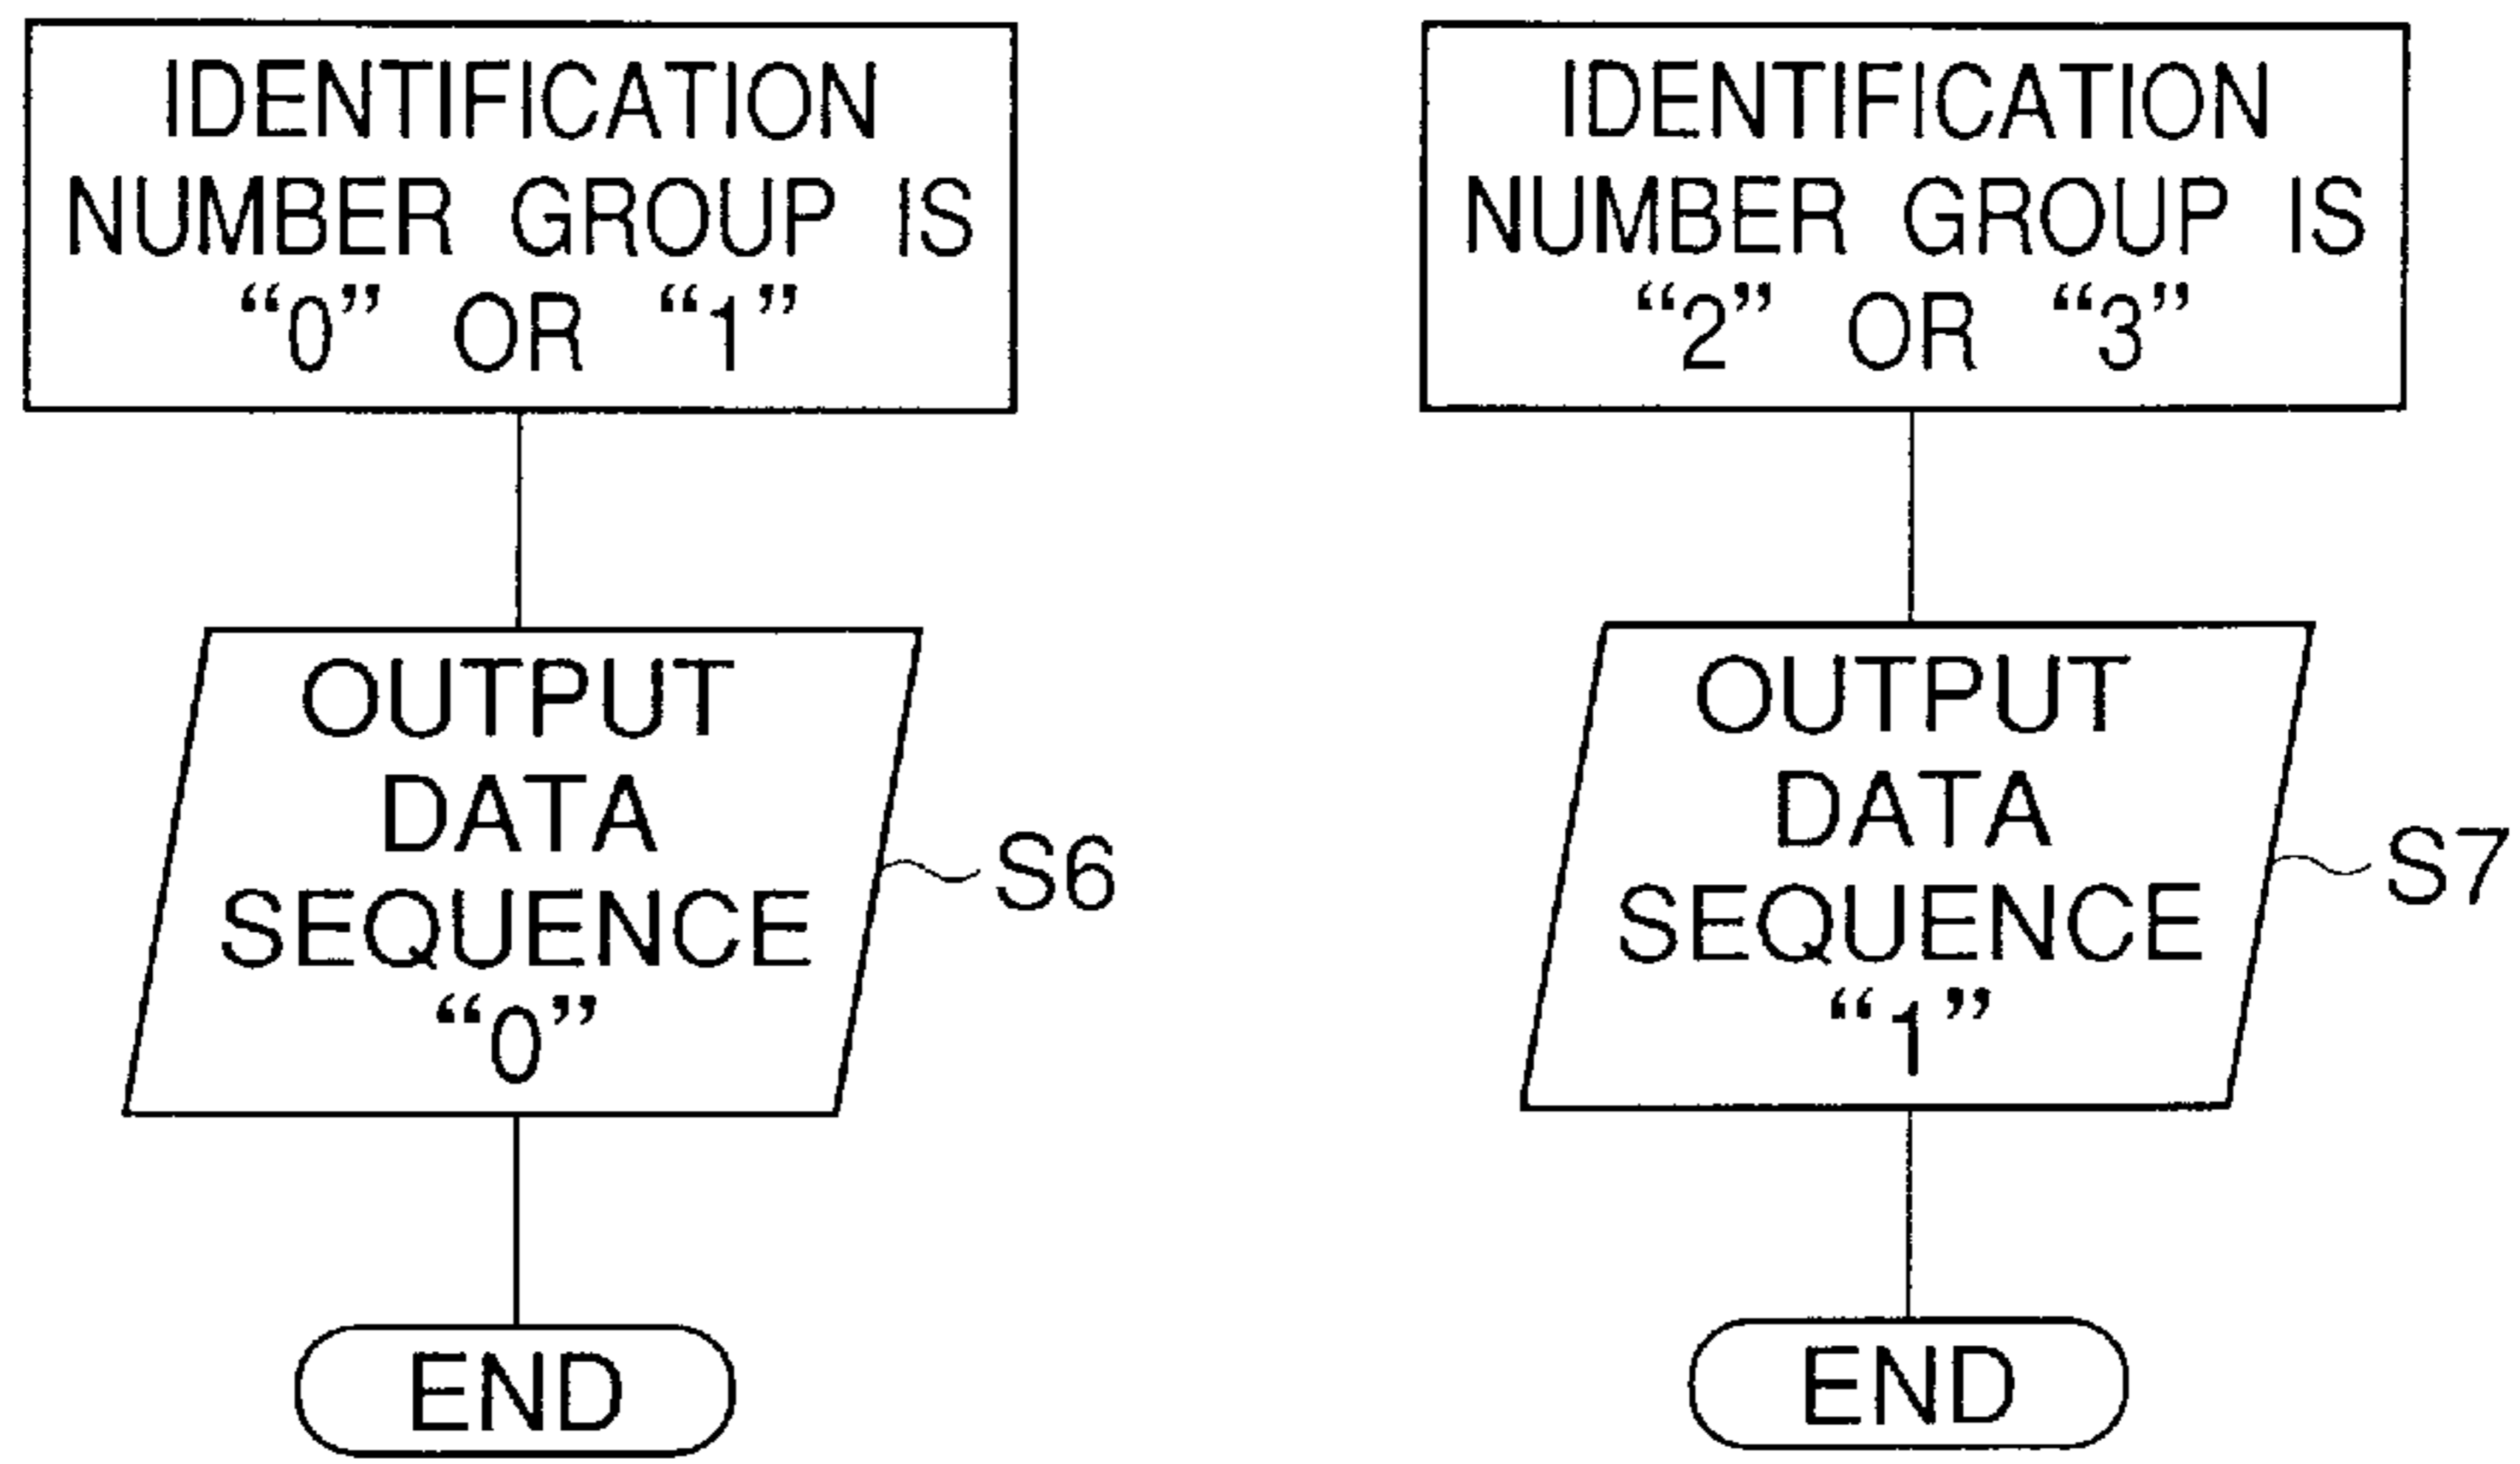 IDENTIFICATION
NUMBER GROUP IS
“0” OR “1”
OUTPUT
DATA
SEQUENCE
“0”
S6
END
IDENTIFICATION
NUMBER GROUP IS
“2” OR “3”
OUTPUT
DATA
SEQUENCE
“1”
S7
END